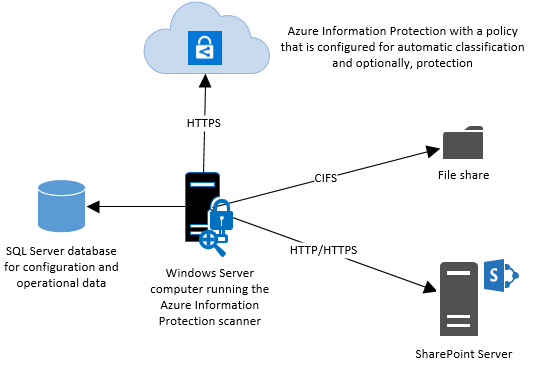 Azure Information Protection with a policy
that is configured for automatic classification
and optionally, protection
HTTPS
CIFS
File share
SQL Server database
for configuration and
operational data
HTTP/HTTPS
Windows Server
computer running the
Azure Information
Protection scanner
S
SharePoint Server